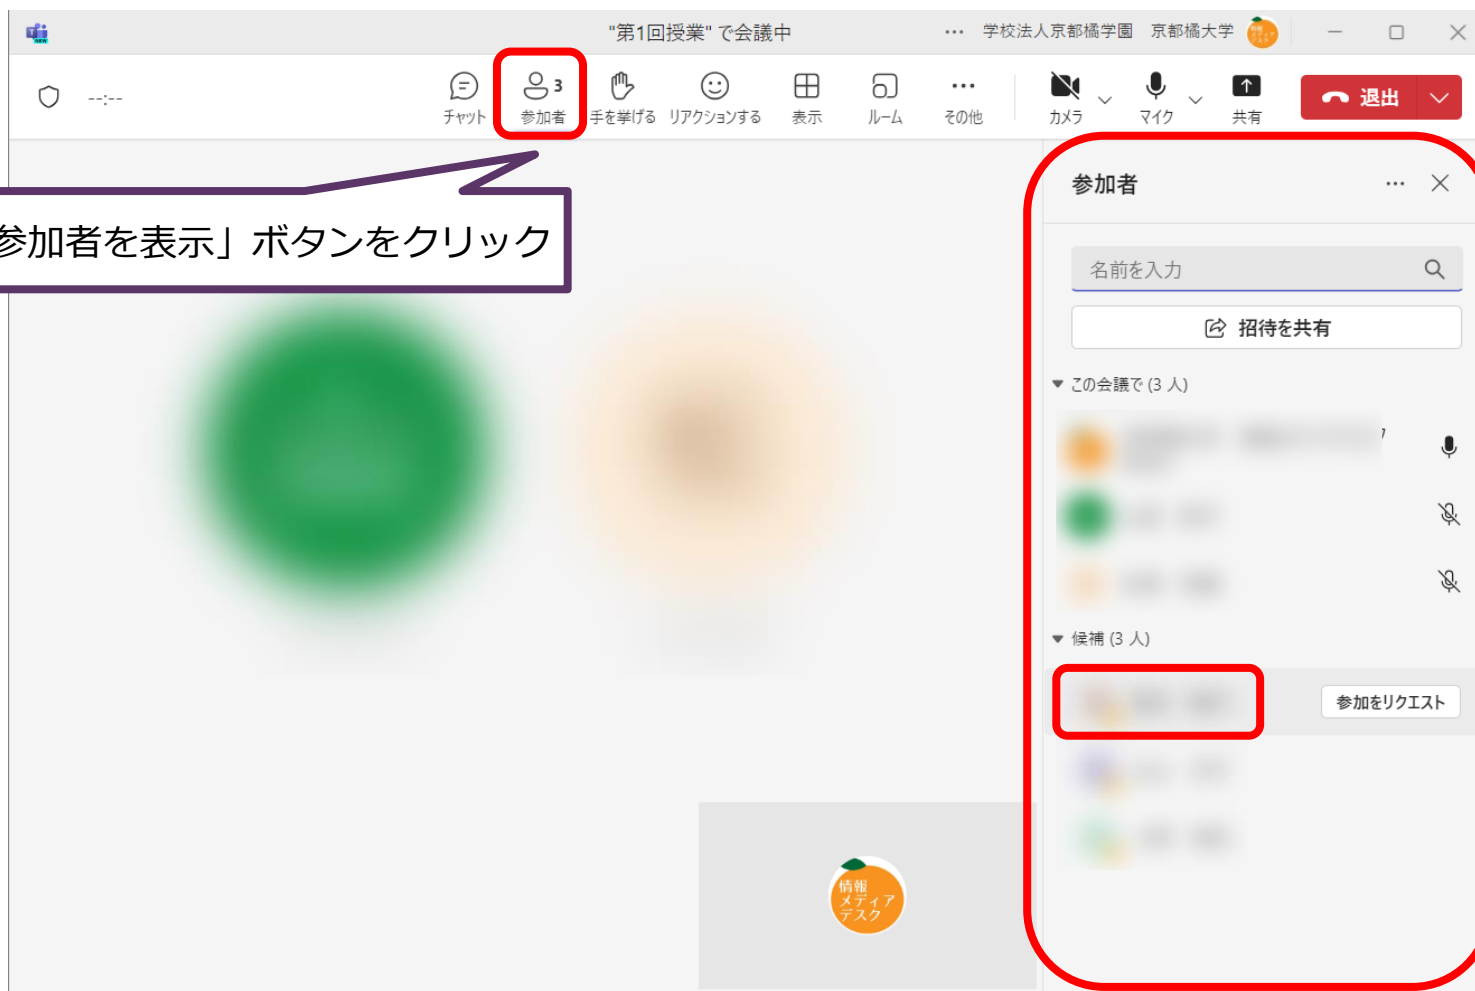 "第1回授業" で会議中
… 学校法人京都橘学園 京都橘大学
--:--
チャット
3
参加者
手を挙げる
リアクションする
表示
ルーム
その他
カメラ
マイク
共有
退出
参加者を表示」ボタンをクリック
参加者
名前を入力
招待を共有
この会議で (3 人)
候補 (3 人)
参加をリクエスト
情報
メディア
デスク